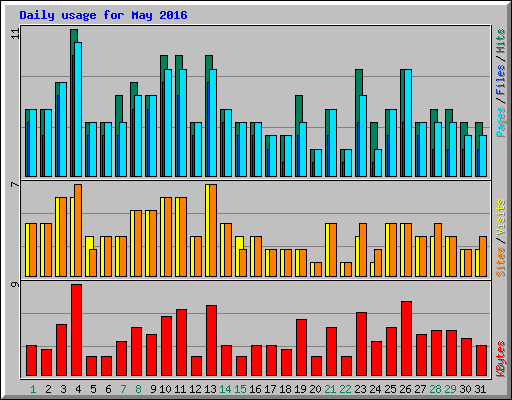 Daily usage for May 2016
11
Pages / Files / Hits
7
Sites / Visits
9
KBytes
1 2 3 4 5 6 7 8 9 10 11 12 13 14 15 16 17 18 19 20 21 22 23 24 25 26 27 28 29 30 31